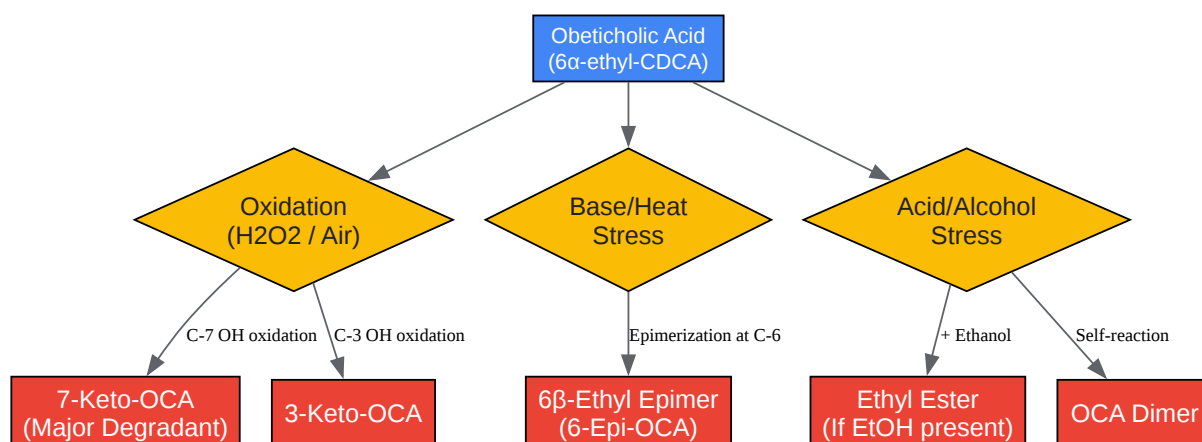 Obeticholic Acid
(6α-ethyl-CDCA)
Oxidation
(H2O2 / Air)
Base/Heat
Stress
Acid/Alcohol
Stress
C-7 OH oxidation
C-3 OH oxidation
Epimerization at C-6
+ Ethanol
Self-reaction
7-Keto-OCA
(Major Degradant)
3-Keto-OCA
6β-Ethyl Epimer
(6-Epi-OCA)
Ethyl Ester
(If EtOH present)
OCA Dimer